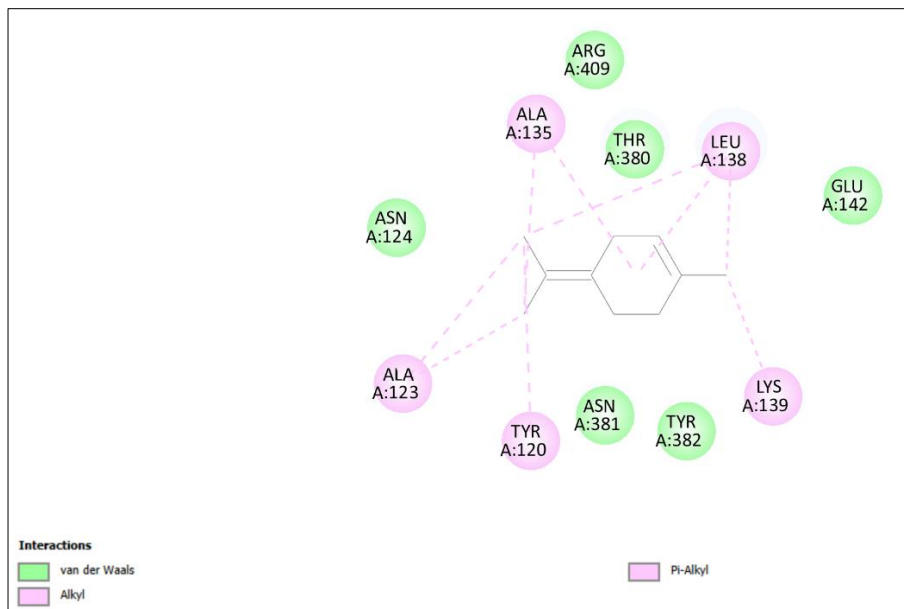 ARG
A:409
ALA
A:135
THR
A:380
LEU
A:138
GLU
A:142
ASN
A:124
ALA
A:123
TYR
A:120
ASN
A:381
TYR
A:382
LYS
A:139
Interactions
van der Waals
Alkyl
Pi-Alkyl